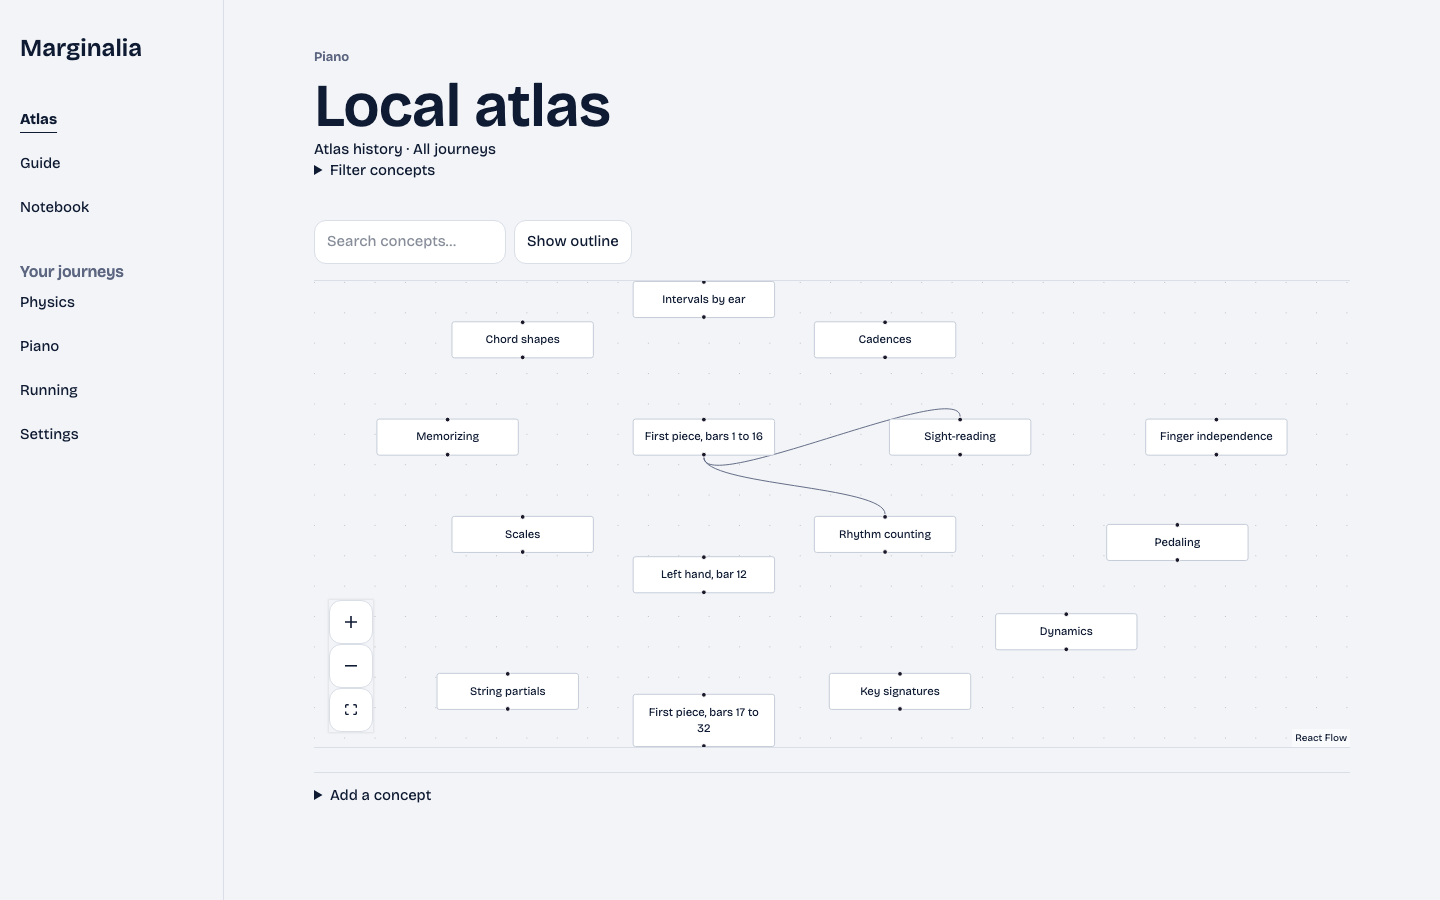 Marginalia
Atlas
Guide
Notebook
Your journeys
Physics
Piano
Running
Settings
Piano
Local atlas
Atlas history · All journeys
Filter concepts
Search concepts...
Show outline
Intervals by ear
Chord shapes
Cadences
Memorizing
First piece, bars 1 to 16
Sight-reading
Finger independence
Scales
Rhythm counting
Pedaling
Left hand, bar 12
Dynamics
String partials
Key signatures
First piece, bars 17 to
32
React Flow
Add a concept